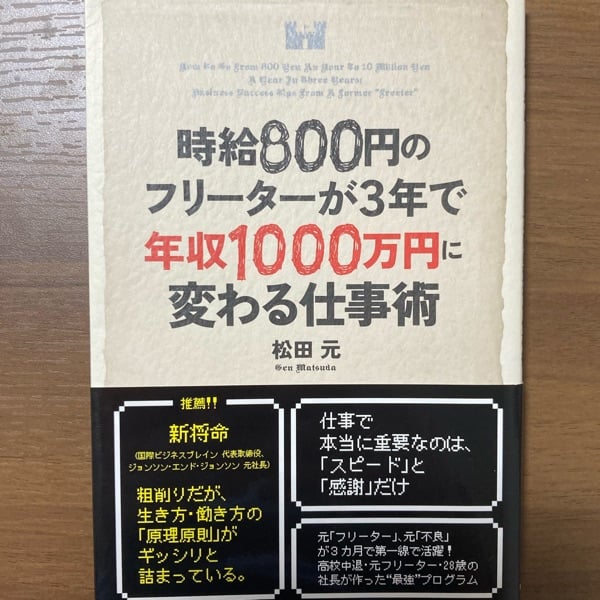 How to Go From 800 Yen An Hour To 10 Million Yen
A Year In Three Years:
Business Success Tips From A Former "Freeter"
時給800円の
フリーターが3年で
年収1000万円に
変わる仕事術
松田 元
Gen Matsuda
推薦!!
新将命
(国際ビジネスブレイン 代表取締役、
ジョンソン・エンド・ジョンソン 元社長)
粗削りだが、
生き方・働き方の
「原理原則」が
ギッシリと
詰まっている。
仕事で
本当に重要なのは、
「スピード」と
「感謝」だけ
元「フリーター」、元「不良」
が3カ月で第一線で活躍!
高校中退・元フリーター・28歳の
社長が作った“最強”プログラム